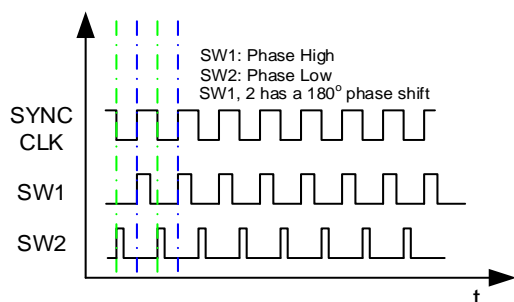 SW1: Phase High
SW2: Phase Low
SW1, 2 has a 180° phase shift
SYNC
CLK
SW1
SW2
t